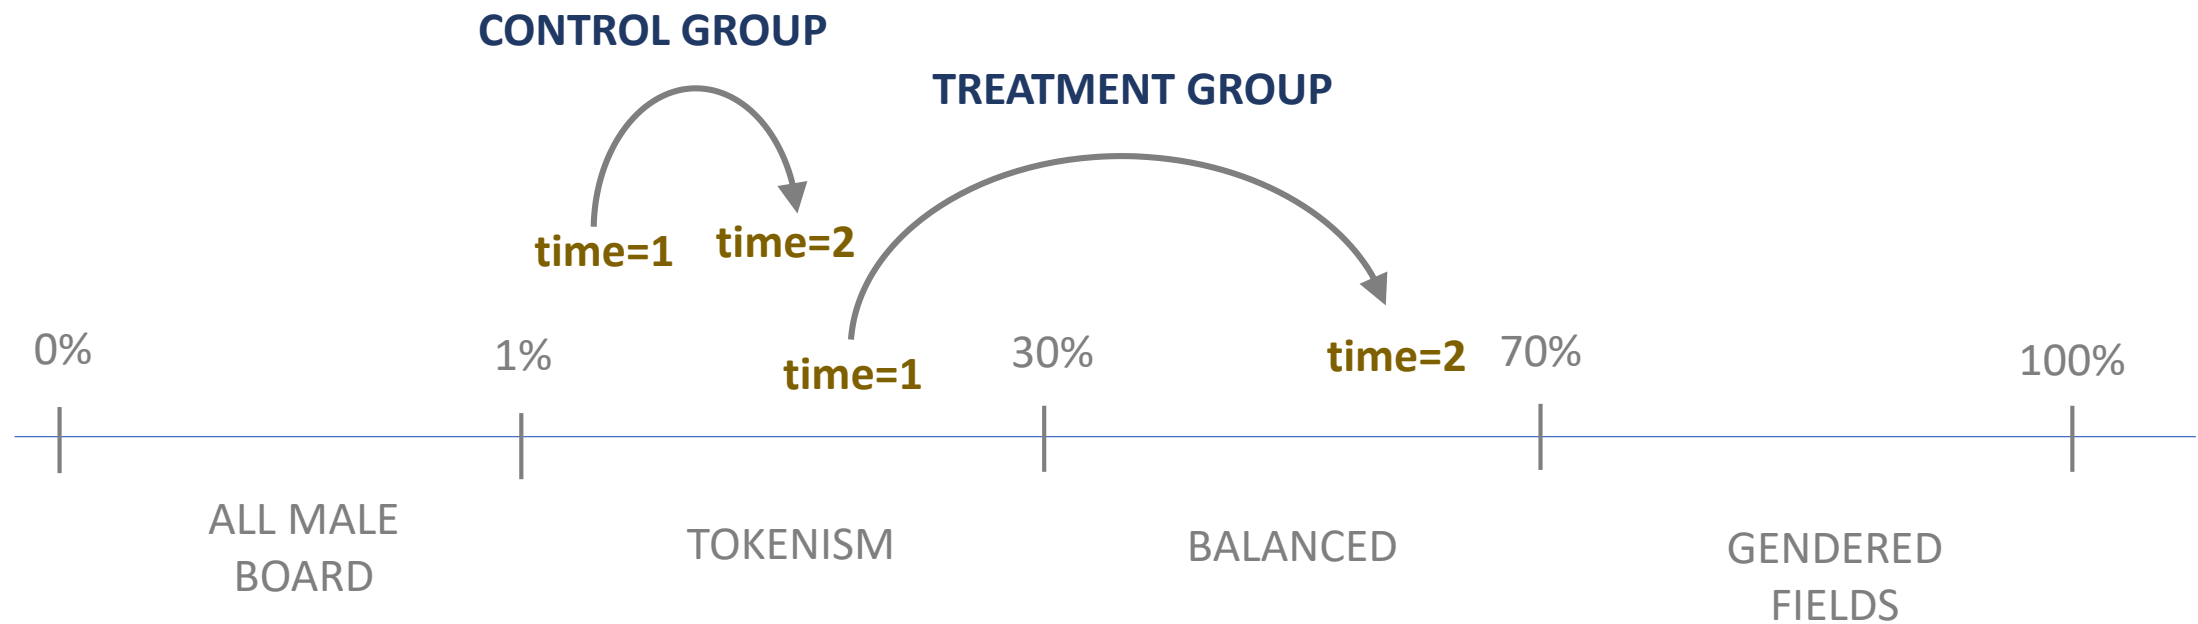 CONTROL GROUP
TREATMENT GROUP
time=1
time=2
0%
1%
time=1
30%
time=2
70%
100%
ALL MALE
BOARD
TOKENISM
BALANCED
GENDERED
FIELDS